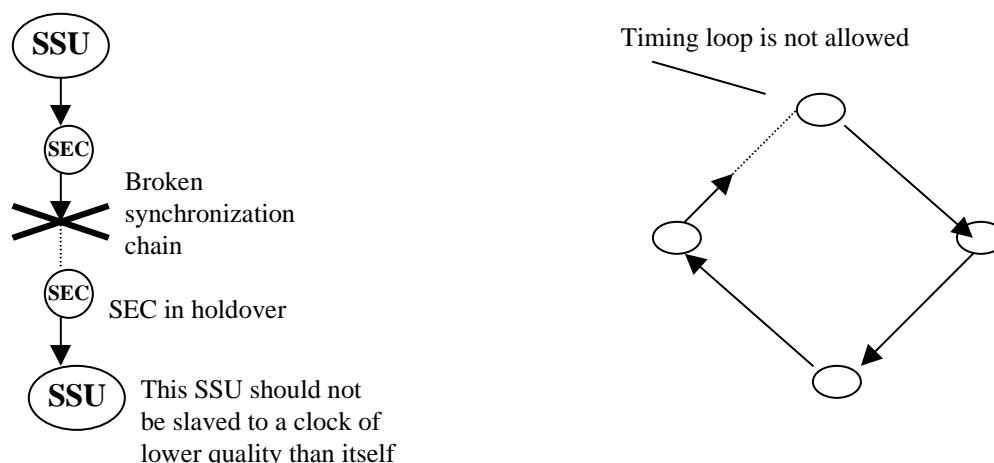 SSU
SEC
Broken
synchronization
chain
SEC
SEC in holdover
SSU
This SSU should not
be slaved to a clock of
lower quality than itself
Timing loop is not allowed